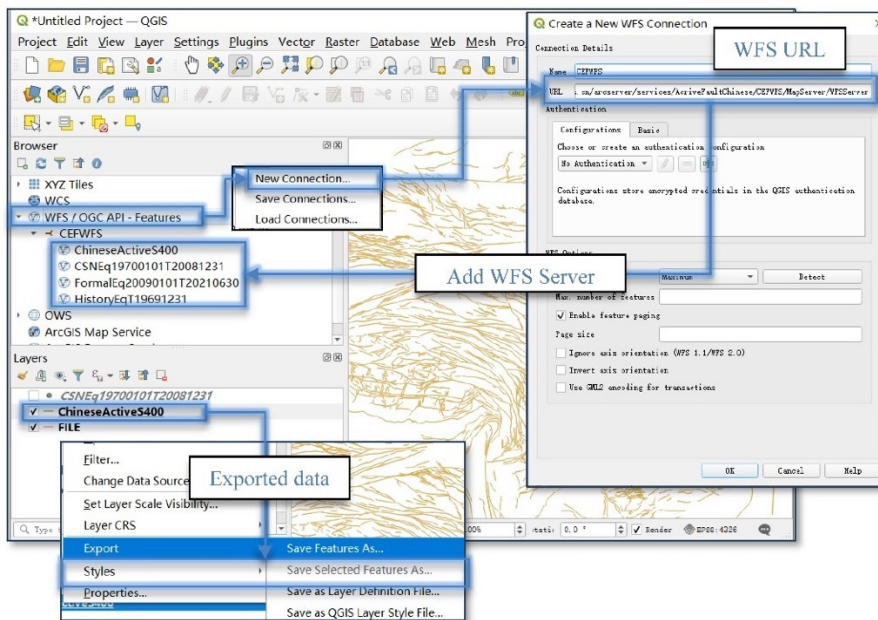 *Untitled Project — QGIS
Project Edit View Layer Settings Plugins Vector Raster Database Web Mesh
Browser
XYZ Tiles
WCS
WFS / OGC API - Features
CEFWFS
ChineseActiveS400
CSNEq19700101T20081231
FormalEq20090101T20210630
HistoryEqT19691231
OWS
ArcGIS Map Service
New Connection...
Save Connections...
Load Connections...
Layers
CSNEq19700101T20081231
ChineseActiveS400
FILE
Filter...
Change Data Source
Set Layer Scale Visibility...
Layer CRS
Export
Styles
Properties...
Save Features As...
Save Selected Features As...
Save as Layer Definition File...
Save as QGIS Layer Style File...
Exported data
Add WFS Server
0.0 °
Render
EPSG:4326
Create a New WFS Connection
WFS URL
Connection Details
Name CEFWFS
URL
Authentication
Configurations Basic
Choose or create an authentication configuration
No Authentication
Configurations store encrypted credentials in the QGIS authentication
database.
WFS Options
Maximum Detect
Max. number of features
Enable feature paging
Page size
Ignore axis orientation (WFS 1.1/WFS 2.0)
Invert axis orientation
Use GML2 encoding for transactions
OK Cancel Help